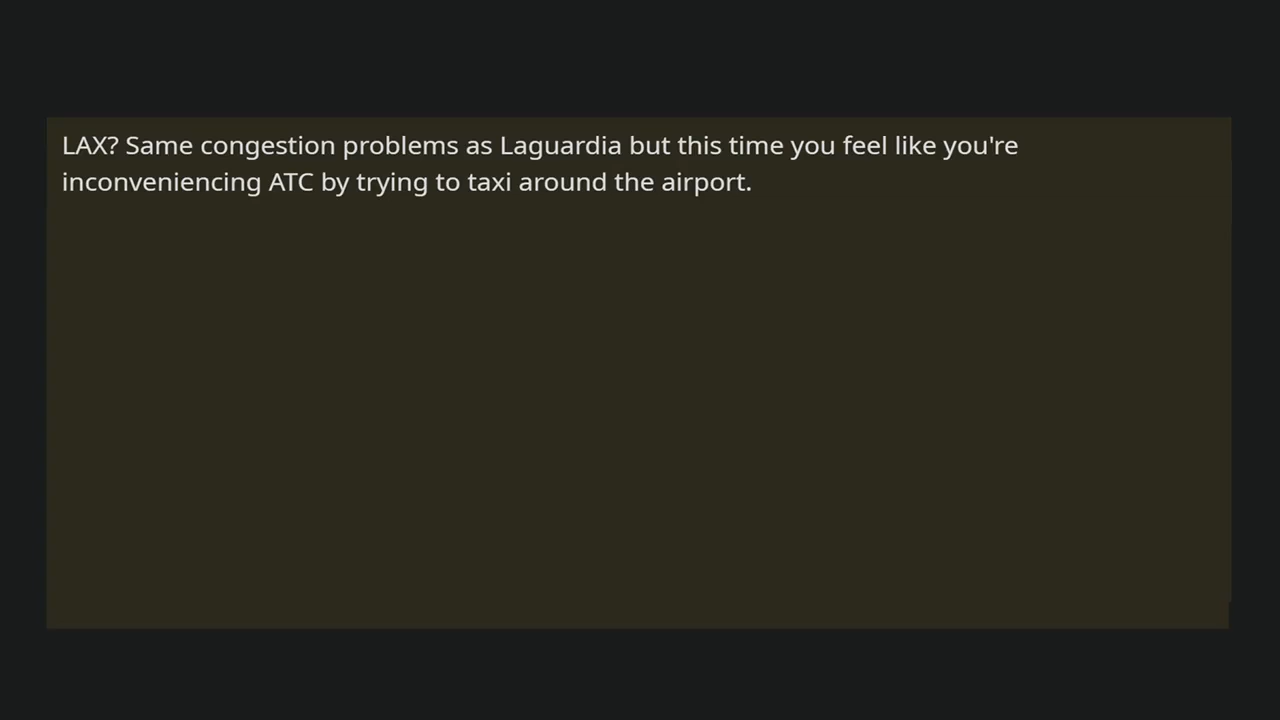 LAX? Same congestion problems as Laguardia but this time you feel like you're
inconveniencing ATC by trying to taxi around the airport.